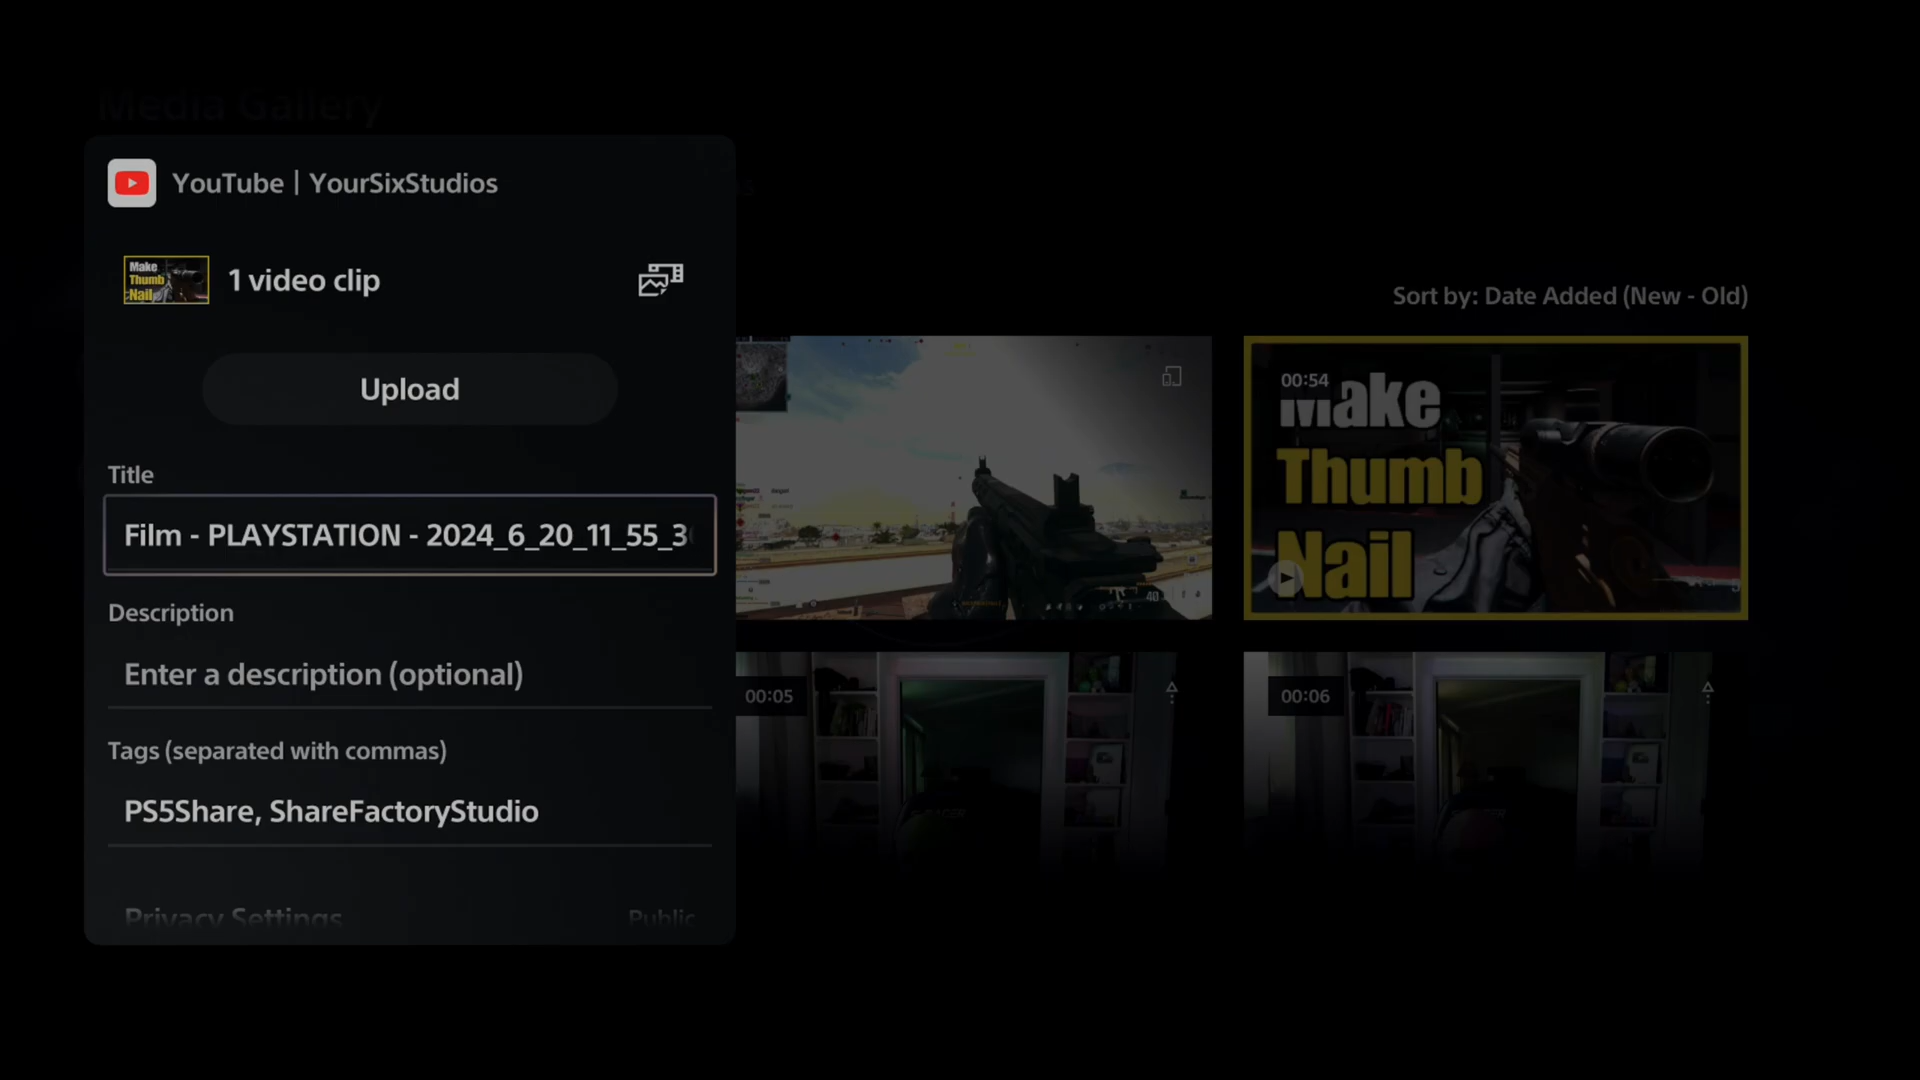 Media Gallery
YouTube | YourSixStudios
Make
Thumb
Nail
1 video clip
Upload
Title
Film - PLAYSTATION - 2024_6_20_11_55_3
Description
Enter a description (optional)
Tags (separated with commas)
PS5Share, ShareFactoryStudio
Privacy Settings
Public
Sort by: Date Added (New - Old)
40
00:54
Make
Thumb
Nail
00:05
00:06